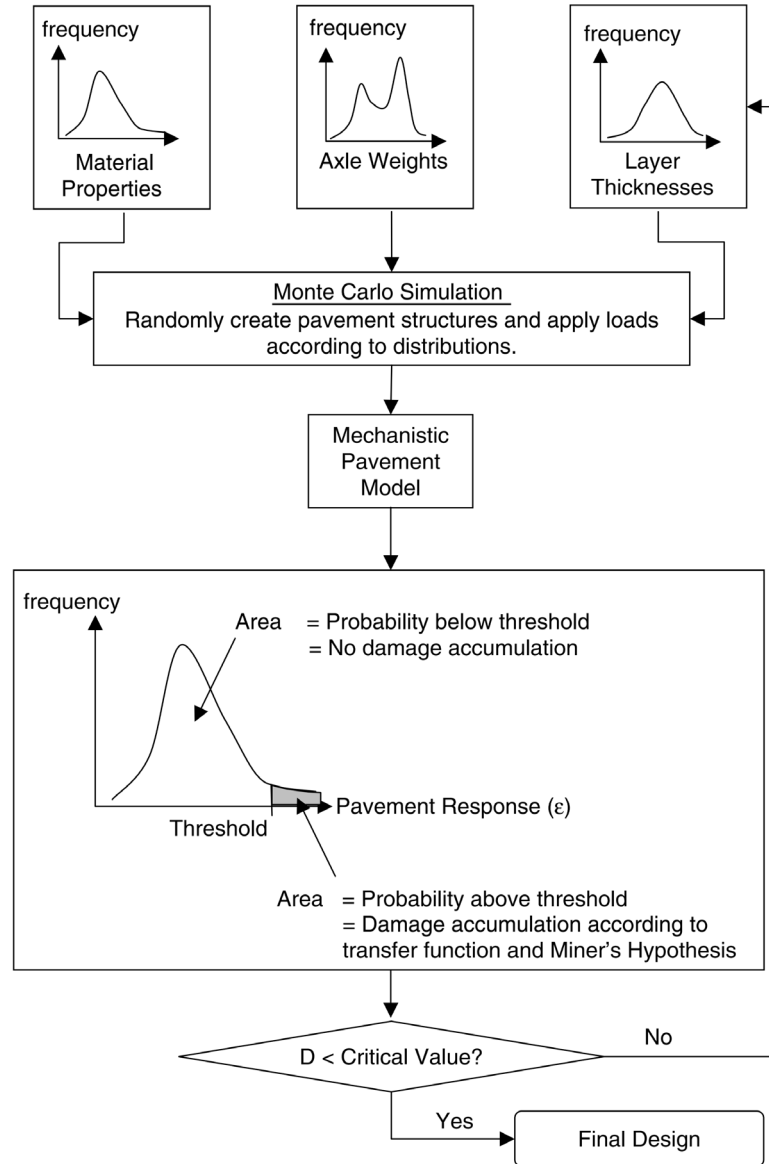 frequency
Material
Properties
frequency
Axle Weights
frequency
Layer
Thicknesses
Monte Carlo Simulation
Randomly create pavement structures and apply loads
according to distributions.
Mechanistic
Pavement
Model
frequency
Area = Probability below threshold
= No damage accumulation
Pavement Response (ε)
Threshold
Area = Probability above threshold
= Damage accumulation according to
transfer function and Miner's Hypothesis
D < Critical Value?
No
Yes
Final Design